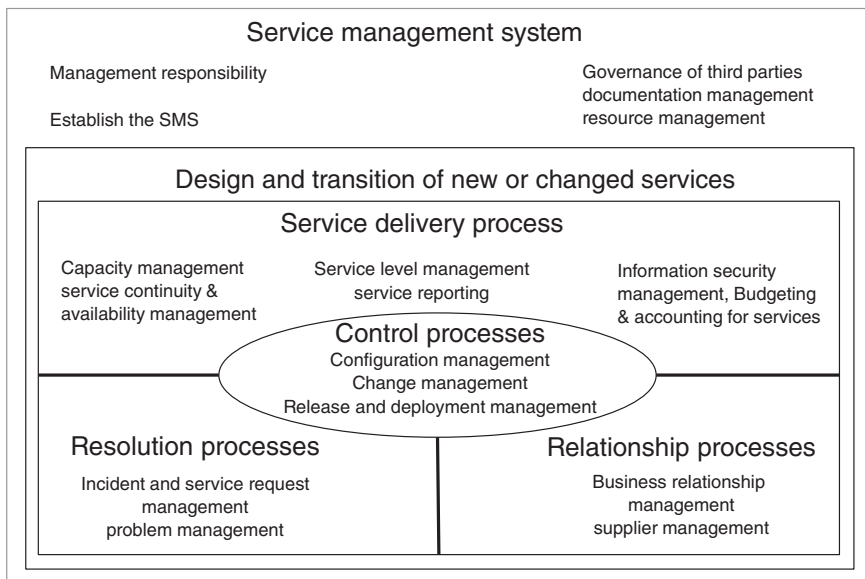 Service management system
Management responsibility
Establish the SMS
Governance of third parties
documentation management
resource management
Design and transition of new or changed services
Service delivery process
Capacity management
service continuity &
availability management
Service level management
service reporting
Information security
management, Budgeting
& accounting for services
Control processes
Configuration management
Change management
Release and deployment management
Resolution processes
Incident and service request
management
problem management
Relationship processes
Business relationship
management
supplier management